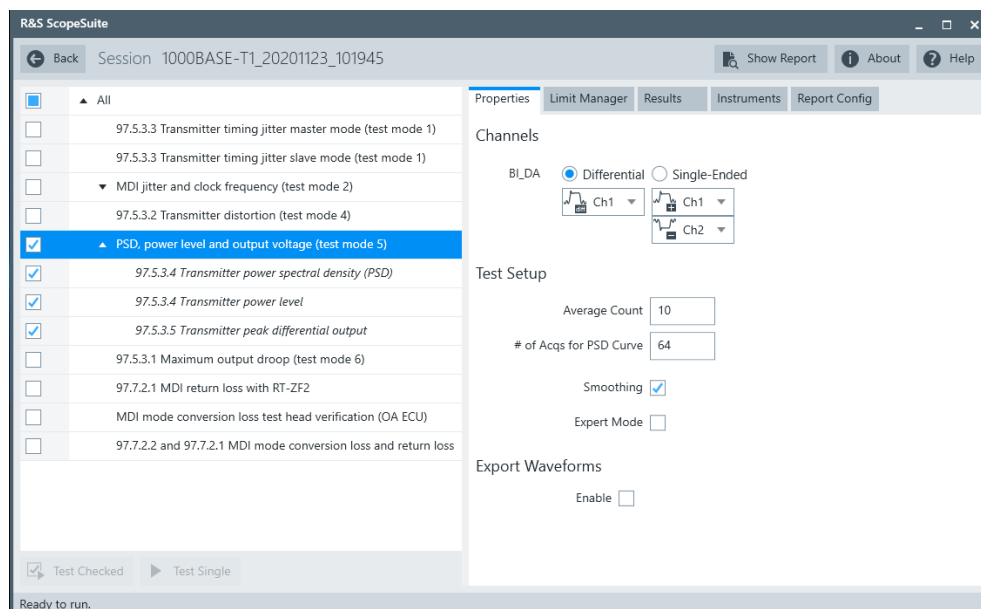 R&S ScopeSuite
Back Session 1000BASE-T1_20201123_101945 Show Report About Help
All
97.5.3.3 Transmitter timing jitter master mode (test mode 1)
97.5.3.3 Transmitter timing jitter slave mode (test mode 1)
MDI jitter and clock frequency (test mode 2)
97.5.3.2 Transmitter distortion (test mode 4)
PSD, power level and output voltage (test mode 5)
97.5.3.4 Transmitter power spectral density (PSD)
97.5.3.4 Transmitter power level
97.5.3.5 Transmitter peak differential output
97.5.3.1 Maximum output droop (test mode 6)
97.7.2.1 MDI return loss with RT-ZF2
MDI mode conversion loss test head verification (OA ECU)
97.7.2.2 and 97.7.2.1 MDI mode conversion loss and return loss
Test Checked Test Single
Properties Limit Manager Results Instruments Report Config
Channels
BI_DA Differential Single-Ended
Ch1 Ch1
Ch2
Test Setup
Average Count 10
# of Acqs for PSD Curve 64
Smoothing
Expert Mode
Export Waveforms
Enable
Ready to run.